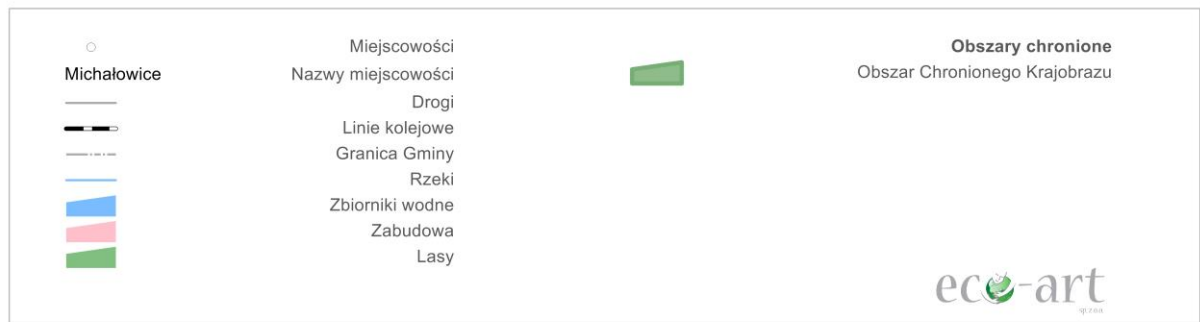 Miejscowości
Michałowice Nazwy miejscowości
Drogi
Linie kolejowe
Granica Gminy
Rzeki
Zbiorniki wodne
Zabudowa
Lasy
Obszary chronione
Obszar Chronionego Krajobrazu
eco-art
sp. z o.o.